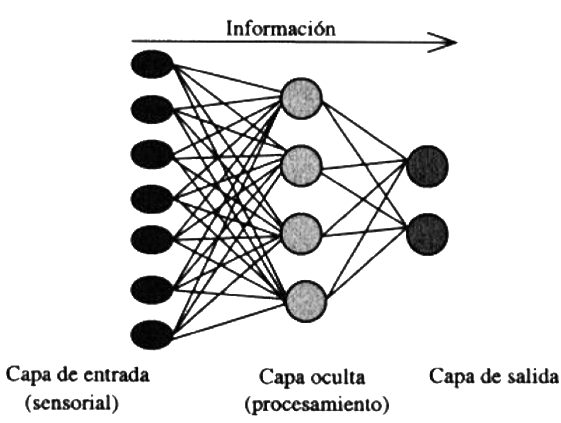 Información
Capa de entrada
(sensorial)
Capa oculta
(procesamiento)
Capa de salida